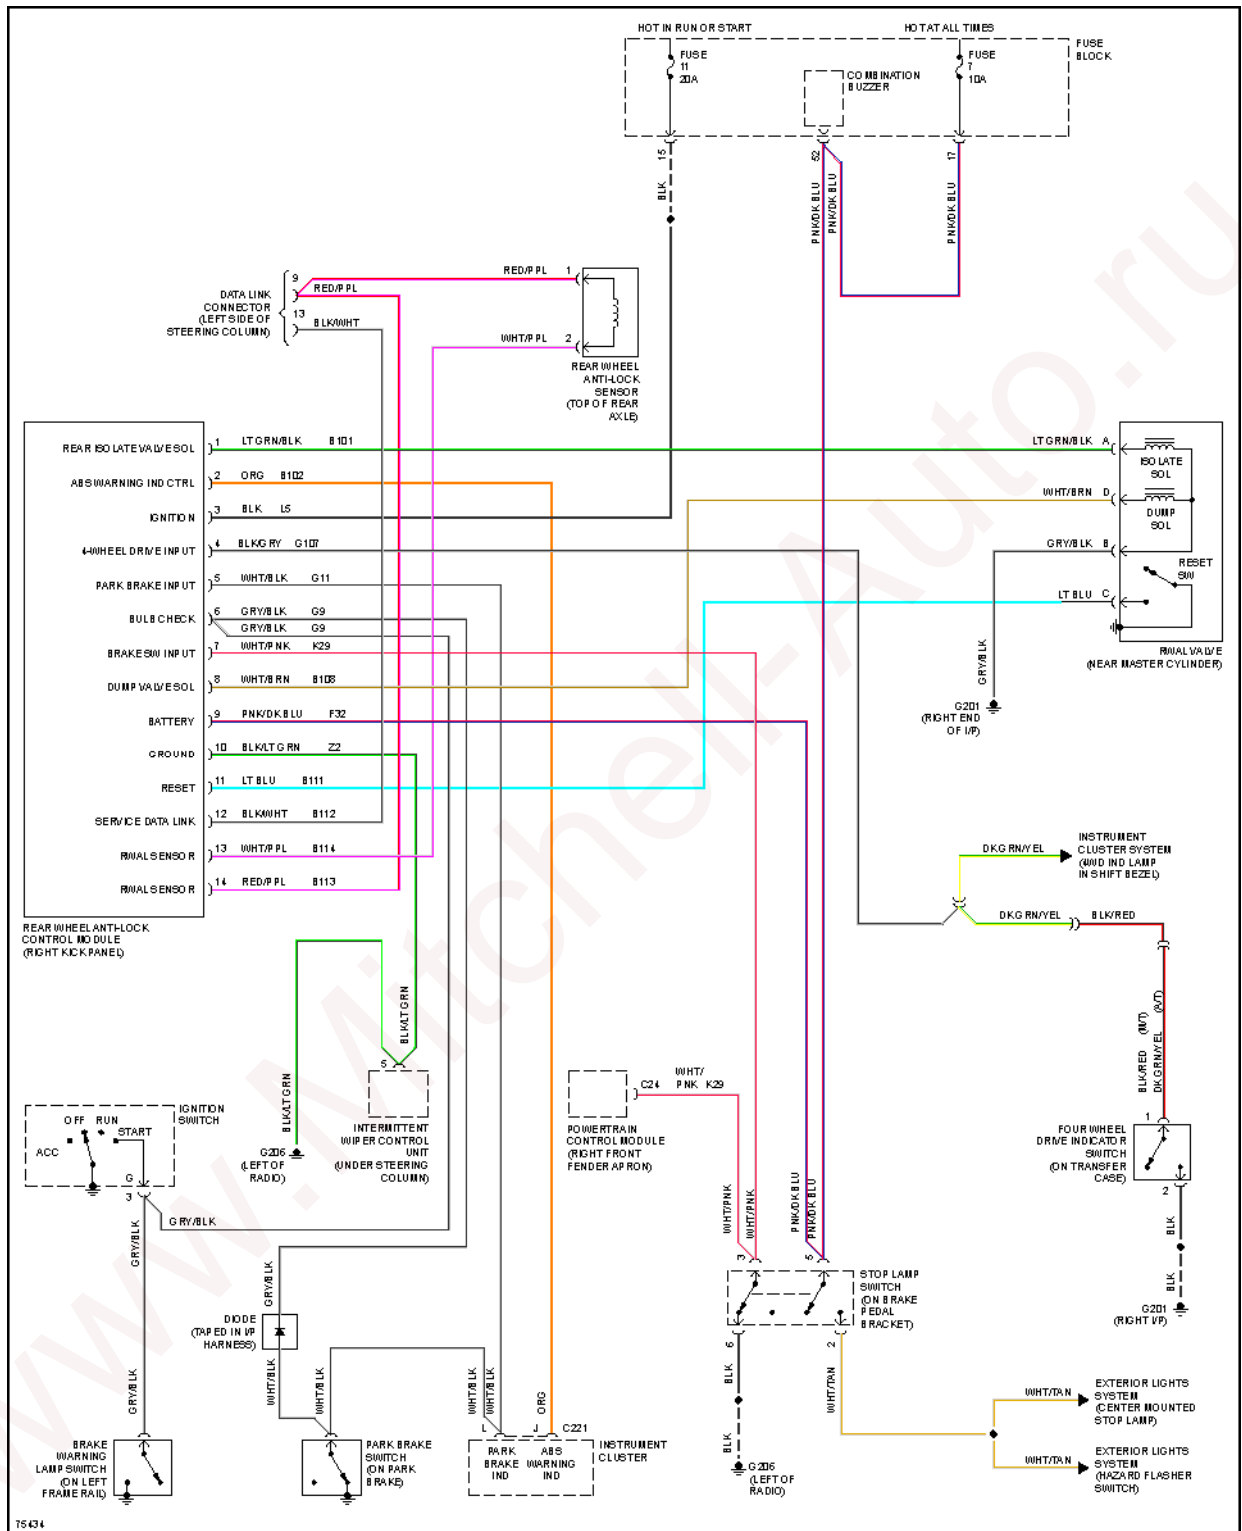 HOT IN RUN OR START
HOT AT ALL TIMES
FUSE
11
20A
COMBINATION
BUZZER
FUSE
7
10A
FUSE
BLOCK
15
52
17
BLK
PNK/DK BLU
PNK/DK BLU
PNK/DK BLU
DATA LINK
CONNECTOR
(LEFT SIDE OF
STEERING COLUMN)
9
RED/PPL
13
BLK/WHT
RED/PPL
1
WHT/PPL
2
REAR WHEEL
ANTI-LOCK
SENSOR
(TOP OF REAR
AXLE)
REAR ISOLATE VALVE SOL
1
LT GRN/BLK
B101
ABS WARNING IND CTRL
2
ORG
B102
IGNITION
3
BLK
L5
4-WHEEL DRIVE INPUT
4
BLK/GRY
G107
PARK BRAKE INPUT
5
WHT/BLK
G11
BULB CHECK
6
GRY/BLK
G9
GRY/BLK
G9
BRAKE SW INPUT
7
WHT/PNK
K29
DUMP VALVE SOL
8
WHT/BRN
B108
BATTERY
9
PNK/DK BLU
F32
GROUND
10
BLK/LT GRN
Z2
RESET
11
LT BLU
B111
SERVICE DATA LINK
12
BLK/WHT
B112
RWAL SENSOR
13
WHT/PPL
B114
RWAL SENSOR
14
RED/PPL
B113
REAR WHEEL ANTI-LOCK
CONTROL MODULE
(RIGHT KICK PANEL)
LT GRN/BLK
A
ISOLATE
SOL
WHT/BRN
D
DUMP
SOL
GRY/BLK
B
RESET
SW
LT BLU
C
RWAL VALVE
(NEAR MASTER CYLINDER)
GRY/BLK
G201
(RIGHT END
OF I/P)
DK GRN/YEL
INSTRUMENT
CLUSTER SYSTEM
(4WD IND LAMP
IN SHIFT BEZEL)
DK GRN/YEL
BLK/RED
BLK/RED (M/T)
DK GRN/YEL (A/T)
1
FOUR WHEEL
DRIVE INDICATOR
SWITCH
(ON TRANSFER
CASE)
2
BLK
BLK
G201
(RIGHT I/P)
BLK/LT GRN
BLK/LT GRN
5
INTERMITTENT
WIPER CONTROL
UNIT
(UNDER STEERING
COLUMN)
G206
(LEFT OF
RADIO)
C24
WHT/
PNK K29
POWERTRAIN
CONTROL MODULE
(RIGHT FRONT
FENDER APRON)
IGNITION
SWITCH
OFF
RUN
START
ACC
G
3
GRY/BLK
GRY/BLK
GRY/BLK
BRAKE
WARNING
LAMP SWITCH
(ON LEFT
FRAME RAIL)
GRY/BLK
DIODE
(TAPED IN I/P
HARNESS)
WHT/BLK
WHT/BLK
PARK BRAKE
SWITCH
(ON PARK
BRAKE)
WHT/BLK
WHT/BLK
ORG
L
J
C221
PARK
BRAKE
IND
ABS
WARNING
IND
INSTRUMENT
CLUSTER
WHT/PNK
WHT/PNK
PNK/DK BLU
PNK/DK BLU
3
5
STOP LAMP
SWITCH
(ON BRAKE
PEDAL
BRACKET)
6
2
BLK
BLK
G206
(LEFT OF
RADIO)
WHT/TAN
WHT/TAN
EXTERIOR LIGHTS
SYSTEM
(CENTER MOUNTED
STOP LAMP)
WHT/TAN
EXTERIOR LIGHTS
SYSTEM
(HAZARD FLASHER
SWITCH)
75434
www.Mitchell-Auto.ru